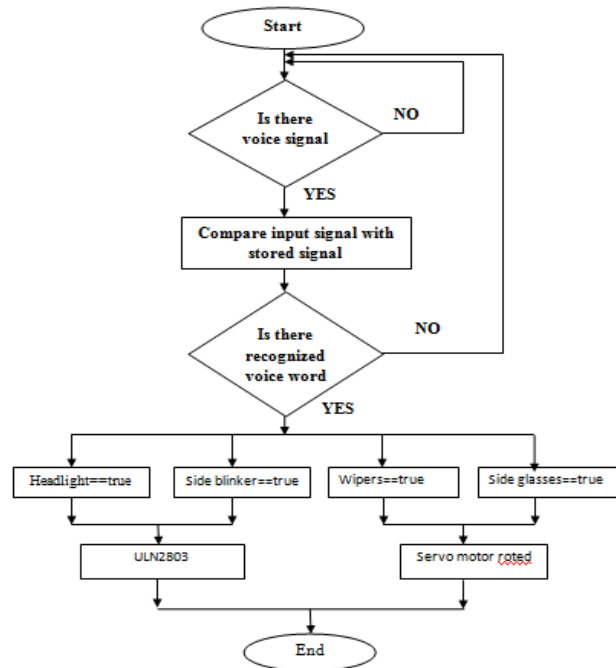 Start
Is there
voice signal
NO
YES
Compare input signal with
stored signal
Is there
recognized
voice word
NO
YES
Headlight==true
Side blinker==true
Wipers==true
Side glasses==true
ULN2803
Servo motor roted
End